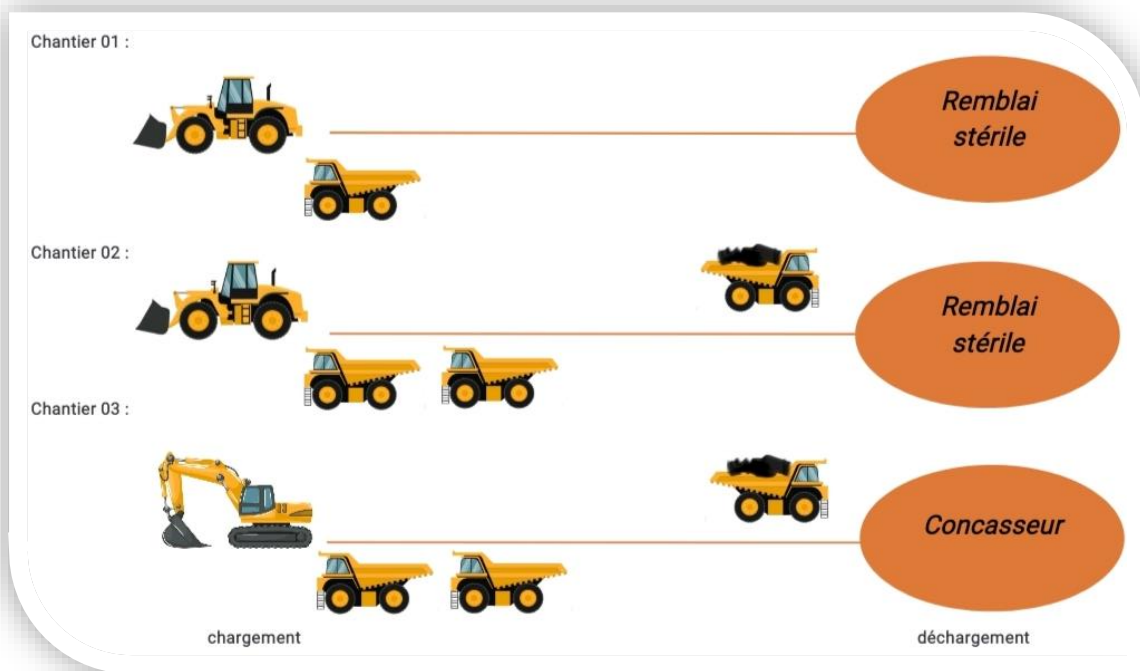 Chantier 01 :
Remblai
stérile
Chantier 02 :
Remblai
stérile
Chantier 03 :
Concasseur
chargement
déchargement